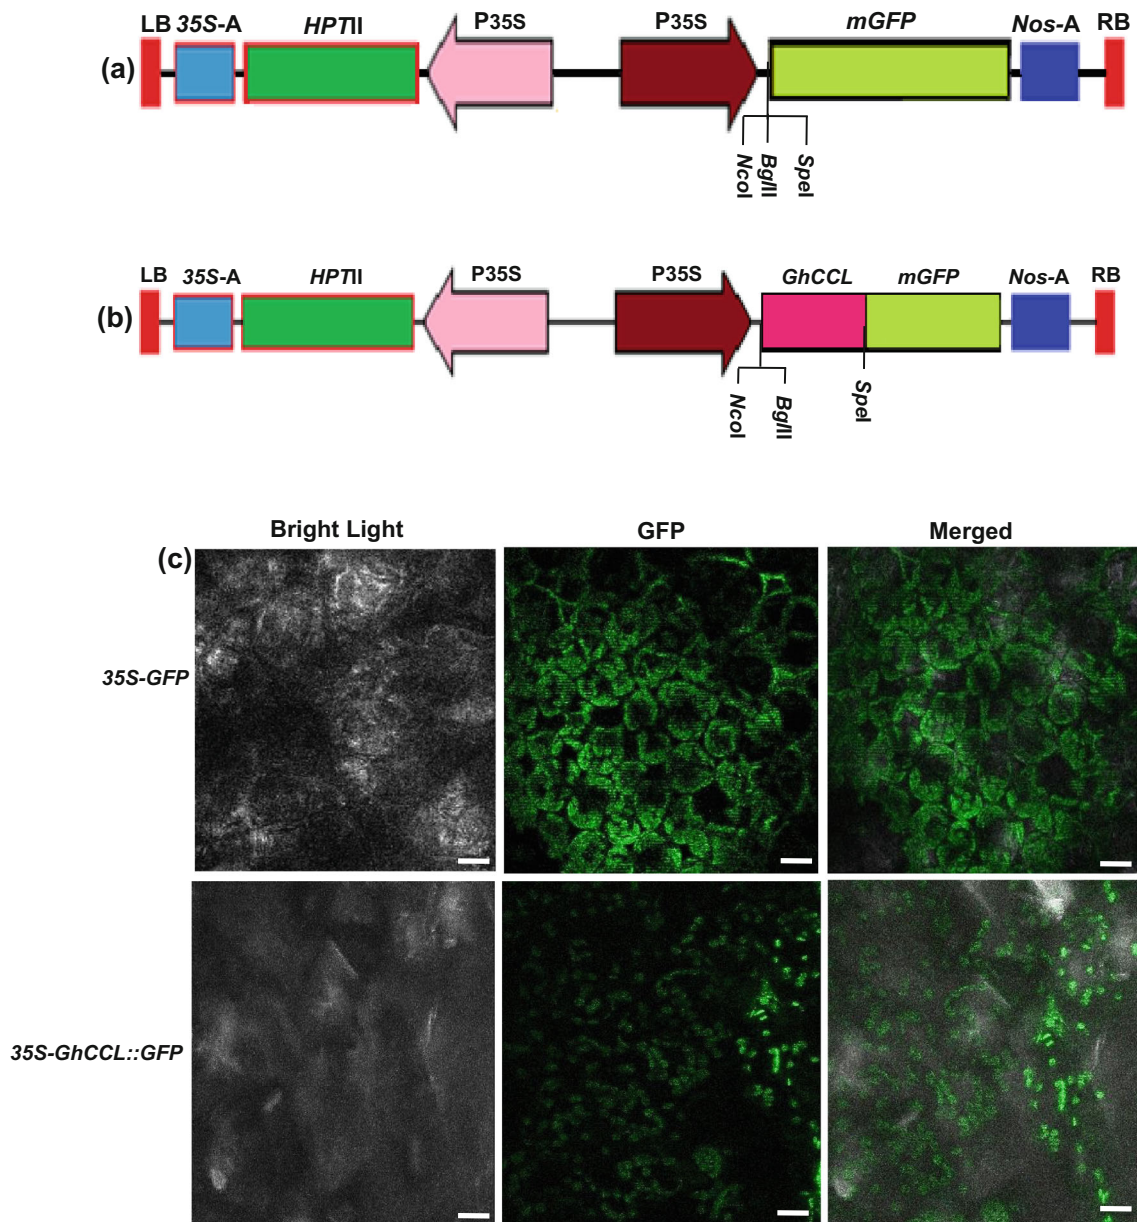 LB 35S-A HPTII P35S P35S mGFP Nos-A RB
(a)
NcoI BglII SpeI
LB 35S-A HPTII P35S P35S GhCCL mGFP Nos-A RB
(b)
NcoI BglII SpeI
Bright Light GFP Merged
(c)
35S-GFP
35S-GhCCL::GFP